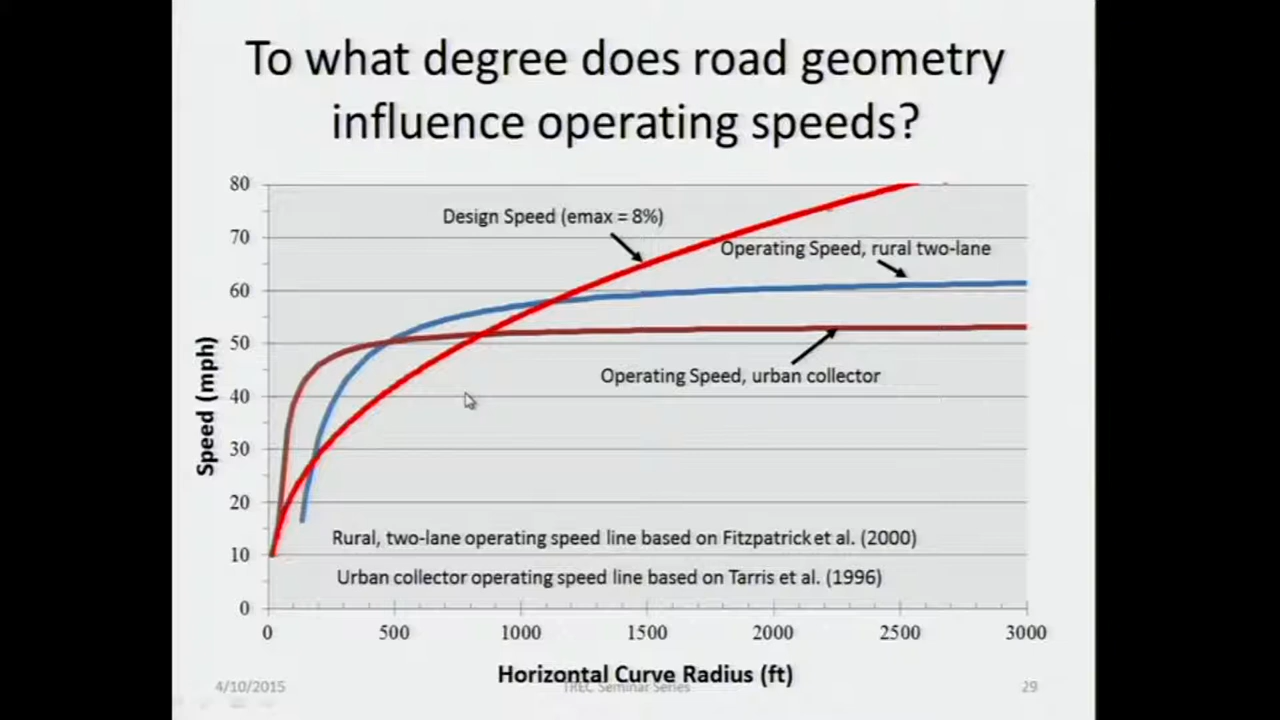 To what degree does road geometry
influence operating speeds?
80
70
60
50
40
30
20
10
0
Speed (mph)
Design Speed (emax = 8%)
Operating Speed, rural two-lane
Operating Speed, urban collector
Rural, two-lane operating speed line based on Fitzpatrick et al. (2000)
Urban collector operating speed line based on Tarris et al. (1996)
0 500 1000 1500 2000 2500 3000
Horizontal Curve Radius (ft)
4/10/2015 TREC Seminar Series 29